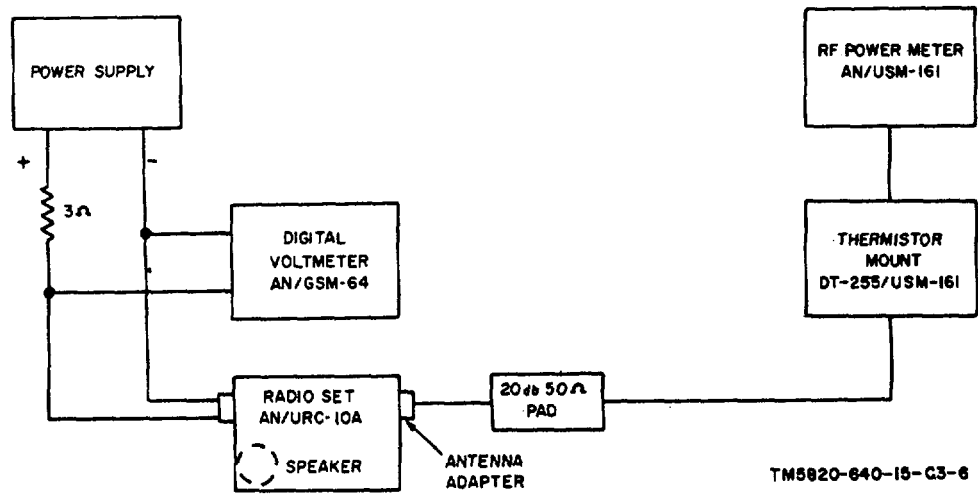 POWER SUPPLY
+
-
3Ω
DIGITAL
VOLTMETER
AN/GSM-64
RADIO SET
AN/URC-10A
SPEAKER
ANTENNA
ADAPTER
20db 50Ω
PAD
RF POWER METER
AN/USM-161
THERMISTOR
MOUNT
DT-255/USM-161
TM5820-640-15-C3-6